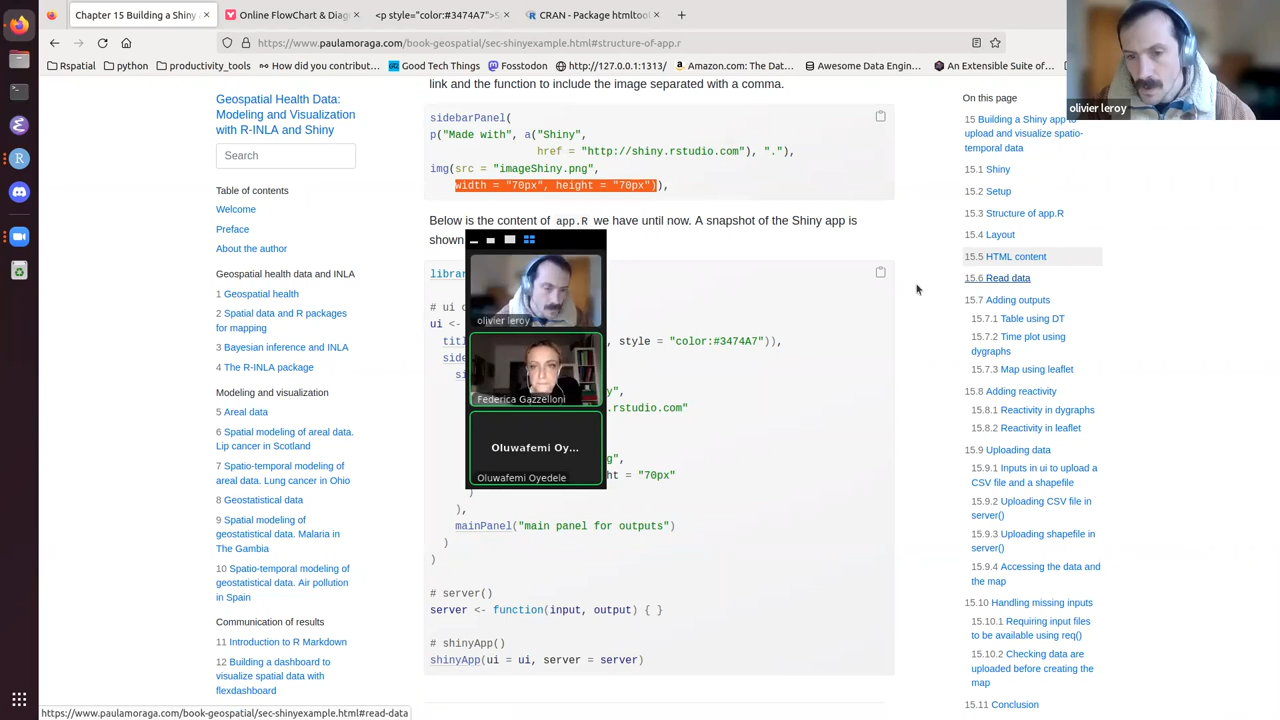 Chapter 15 Building a Shiny
Online FlowChart & Diag
<p style="color:#3474A7">S
CRAN - Package htmltool
https://www.paulamoraga.com/book-geospatial/sec-shinyexample.html#structure-of-app.r
Rspatial
python
productivity_tools
How did you contribut...
Good Tech Things
Fosstodon
http://127.0.0.1:1313/
Amazon.com: The Dat...
Awesome Data Engin...
An Extensible Suite of...
olivier leroy
Geospatial Health Data:
Modeling and Visualization
with R-INLA and Shiny
Search
Table of contents
Welcome
Preface
About the author
Geospatial health data and INLA
1 Geospatial health
2 Spatial data and R packages
for mapping
3 Bayesian inference and INLA
4 The R-INLA package
Modeling and visualization
5 Areal data
6 Spatial modeling of areal data.
Lip cancer in Scotland
7 Spatio-temporal modeling of
areal data. Lung cancer in Ohio
8 Geostatistical data
9 Spatial modeling of
geostatistical data. Malaria in
The Gambia
10 Spatio-temporal modeling of
geostatistical data. Air pollution
in Spain
Communication of results
11 Introduction to R Markdown
12 Building a dashboard to
visualize spatial data with
flexdashboard
https://www.paulamoraga.com/book-geospatial/sec-shinyexample.html#read-data
link and the function to include the image separated with a comma.
sidebarPanel(
p("Made with", a("Shiny",
href = "http://shiny.rstudio.com"), "."),
img(src = "imageShiny.png",
width = "70px", height = "70px")),
Below is the content of app.R we have until now. A snapshot of the Shiny app is
shown
librar
# ui o
ui <-
titl , style = "color:#3474A7")),
side
si
y",
.rstudio.com"
g",
ht = "70px"
)
),
mainPanel("main panel for outputs")
)
)
# server()
server <- function(input, output) { }
# shinyApp()
shinyApp(ui = ui, server = server)
olivier leroy
Federica Gazzelloni
Oluwafemi Oy...
Oluwafemi Oyedele
On this page
15 Building a Shiny app to
upload and visualize spatio-
temporal data
15.1 Shiny
15.2 Setup
15.3 Structure of app.R
15.4 Layout
15.5 HTML content
15.6 Read data
15.7 Adding outputs
15.7.1 Table using DT
15.7.2 Time plot using
dygraphs
15.7.3 Map using leaflet
15.8 Adding reactivity
15.8.1 Reactivity in dygraphs
15.8.2 Reactivity in leaflet
15.9 Uploading data
15.9.1 Inputs in ui to upload a
CSV file and a shapefile
15.9.2 Uploading CSV file in
server()
15.9.3 Uploading shapefile in
server()
15.9.4 Accessing the data and
the map
15.10 Handling missing inputs
15.10.1 Requiring input files
to be available using req()
15.10.2 Checking data are
uploaded before creating the
map
15.11 Conclusion